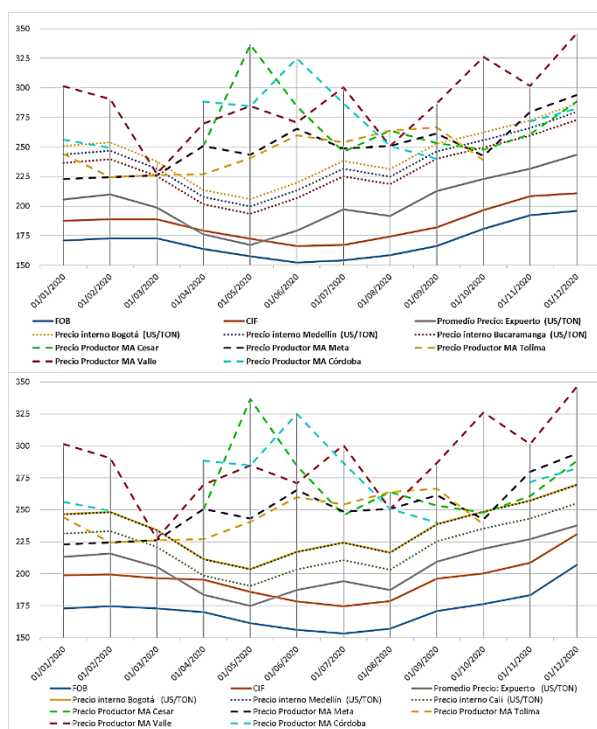 350
325
300
275
250
225
200
175
150
01/01/2020 01/02/2020 01/03/2020 01/04/2020 01/05/2020 01/06/2020 01/07/2020 01/08/2020 01/09/2020 01/10/2020 01/11/2020 01/12/2020
FOB CIF Promedio Precio: Expuerto (US/TON)
Precio interno Bogotá (US/TON) Precio interno Medellín (US/TON) Precio interno Bucaramanga (US/TON)
Precio Productor MA Cesar Precio Productor MA Meta Precio Productor MA Tolima
Precio Productor MA Valle Precio Productor MA Córdoba
350
325
300
275
250
225
200
175
150
01/01/2020 01/02/2020 01/03/2020 01/04/2020 01/05/2020 01/06/2020 01/07/2020 01/08/2020 01/09/2020 01/10/2020 01/11/2020 01/12/2020
FOB CIF Promedio Precio: Expuerto (US/TON)
Precio interno Bogotá (US/TON) Precio interno Medellín (US/TON) Precio interno Cali (US/TON)
Precio Productor MA Cesar Precio Productor MA Meta Precio Productor MA Tolima
Precio Productor MA Valle Precio Productor MA Córdoba